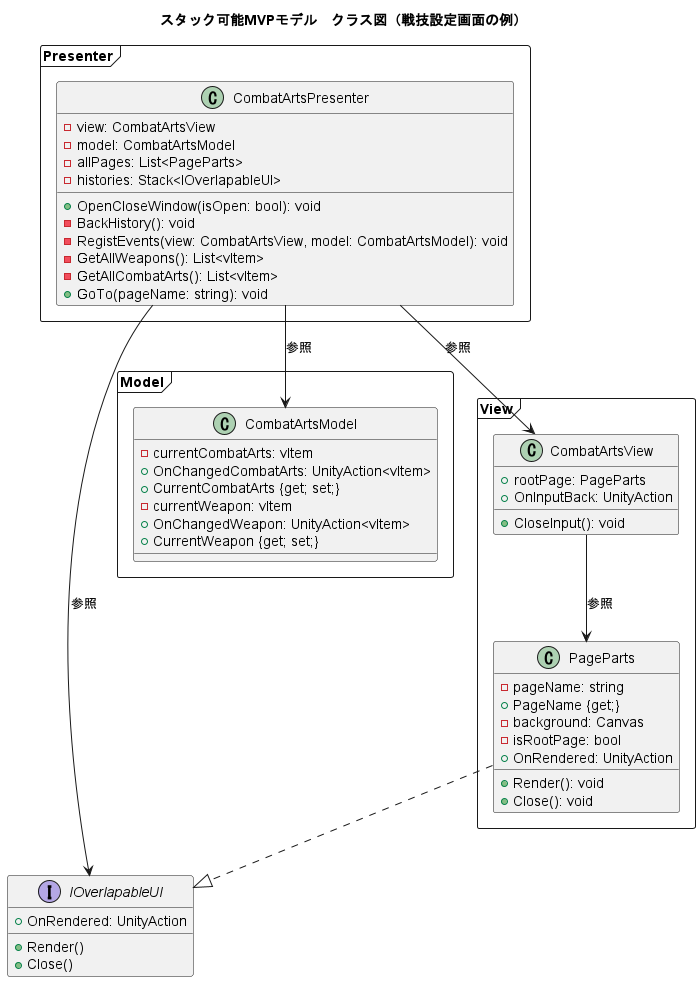 スタック可能MVPモデル　クラス図（戦技設定画面の例）
Presenter
C CombatArtsPresenter
view: CombatArtsView
model: CombatArtsModel
allPages: List<PageParts>
histories: Stack<IOverlapableUI>
OpenCloseWindow(isOpen: bool): void
BackHistory(): void
RegistEvents(view: CombatArtsView, model: CombatArtsModel): void
GetAllWeapons(): List<vItem>
GetAllCombatArts(): List<vItem>
GoTo(pageName: string): void
参照
参照
Model
C CombatArtsModel
currentCombatArts: vItem
OnChangedCombatArts: UnityAction<vItem>
CurrentCombatArts {get; set;}
currentWeapon: vItem
OnChangedWeapon: UnityAction<vItem>
CurrentWeapon {get; set;}
View
C CombatArtsView
rootPage: PageParts
OnInputBack: UnityAction
CloseInput(): void
参照
参照
C PageParts
pageName: string
PageName {get;}
background: Canvas
isRootPage: bool
OnRendered: UnityAction
Render(): void
Close(): void
I IOverlapableUI
OnRendered: UnityAction
Render()
Close()